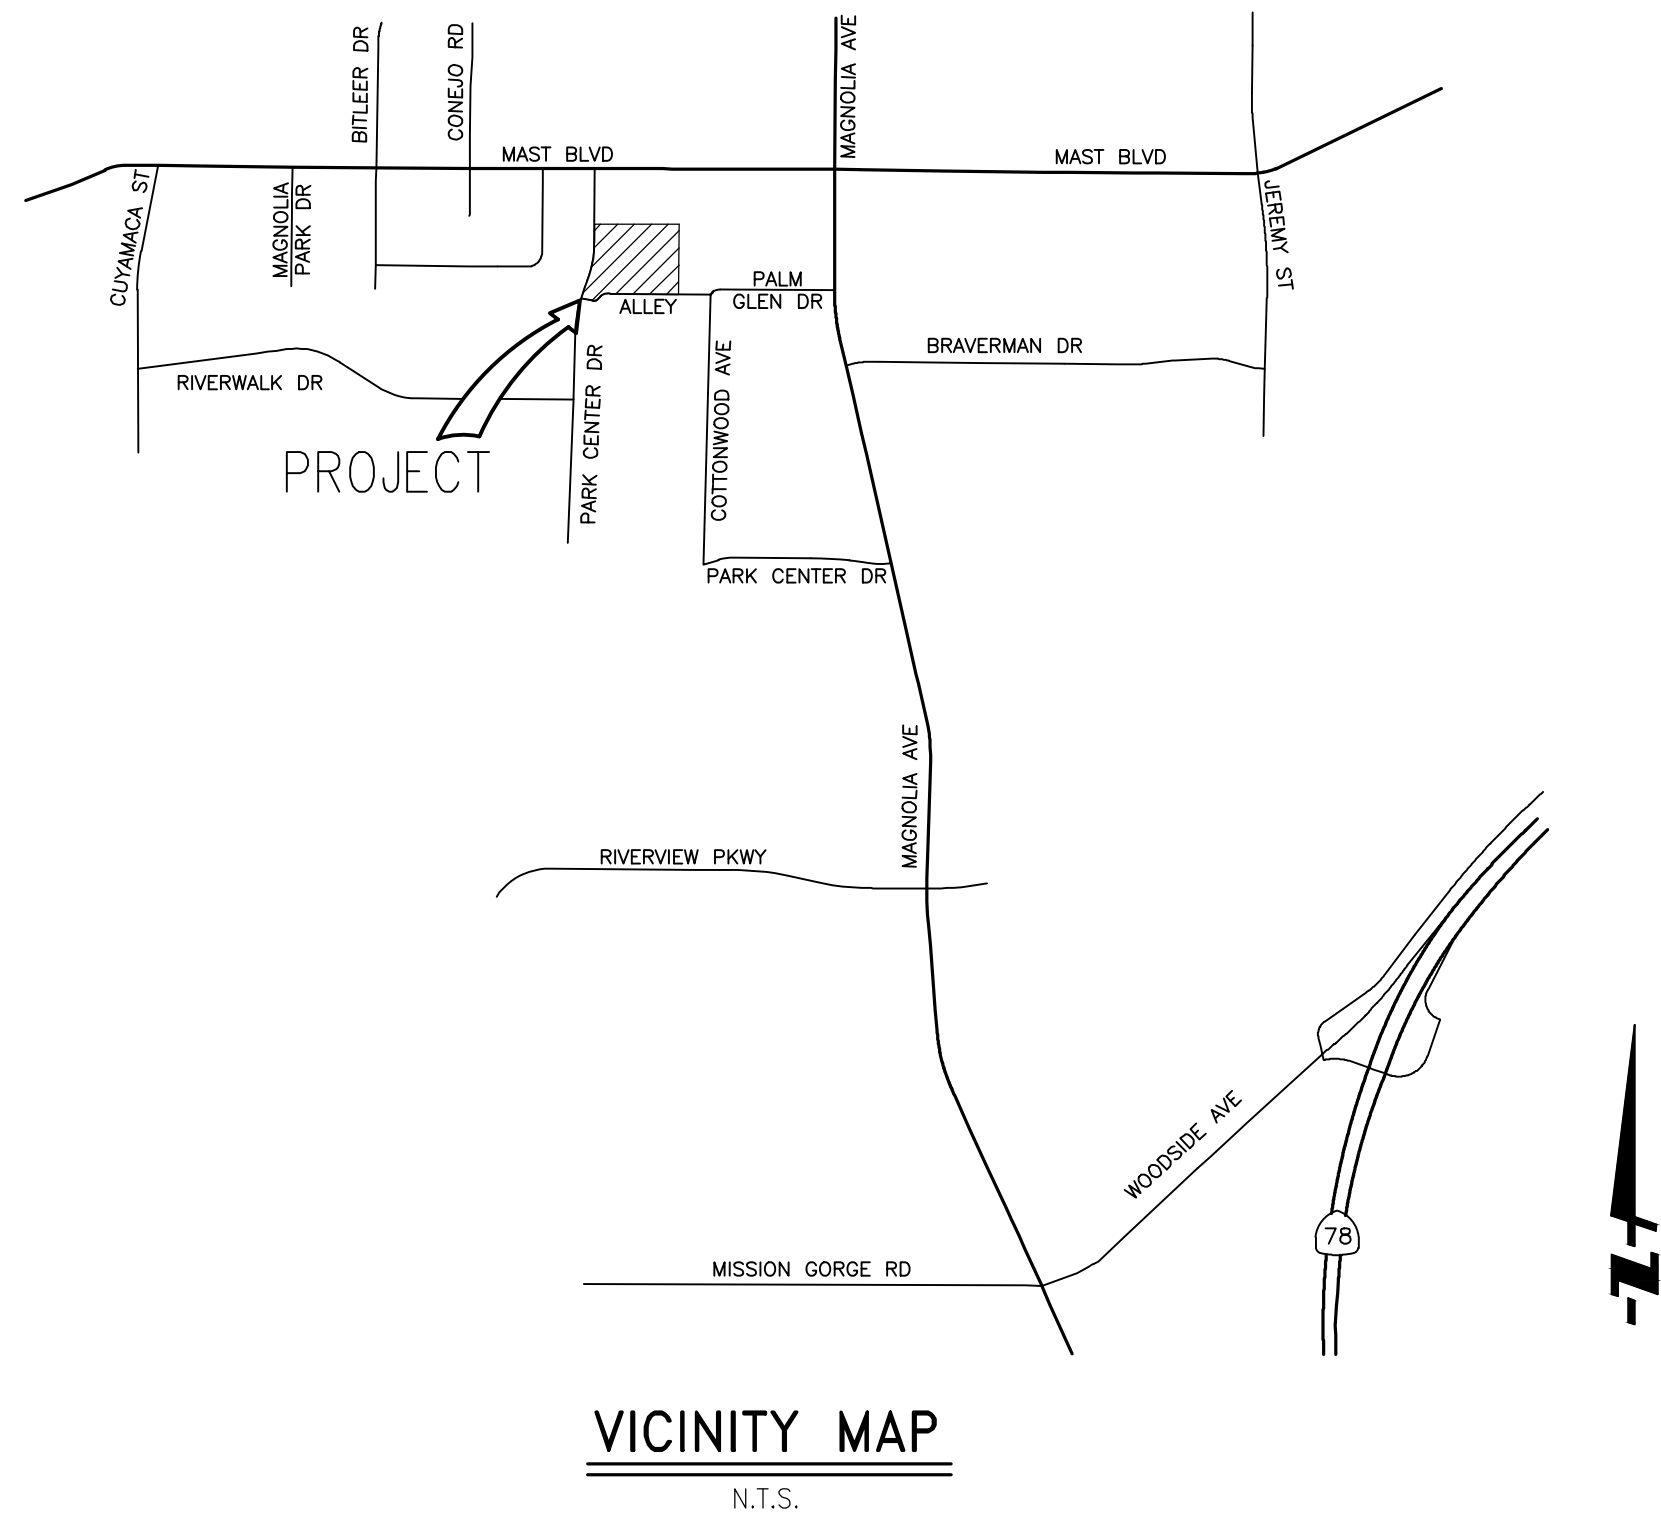 BITLEER DR
CONEJO RD
MAGNOLIA AVE
MAST BLVD
MAST BLVD
CUYAMACA ST
MAGNOLIA
PARK DR
JEREMY ST
PALM
GLEN DR
ALLEY
BRAVERMAN DR
RIVERWALK DR
PARK CENTER DR
COTTONWOOD AVE
PROJECT
PARK CENTER DR
MAGNOLIA AVE
RIVERVIEW PKWY
WOODSIDE AVE
78
MISSION GORGE RD
N
VICINITY MAP
N.T.S.